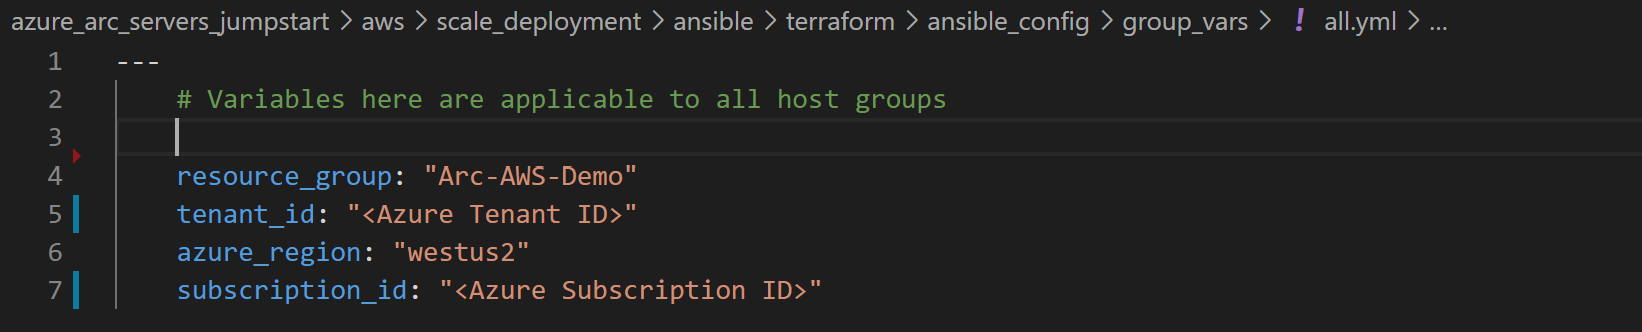 azure_arc_servers_jumpstart > aws > scale_deployment > ansible > terraform > ansible_config > group_vars > ! all.yml > ...
1 ---
2 # Variables here are applicable to all host groups
3
4 resource_group: "Arc-AWS-Demo"
5 tenant_id: "<Azure Tenant ID>"
6 azure_region: "westus2"
7 subscription_id: "<Azure Subscription ID>"